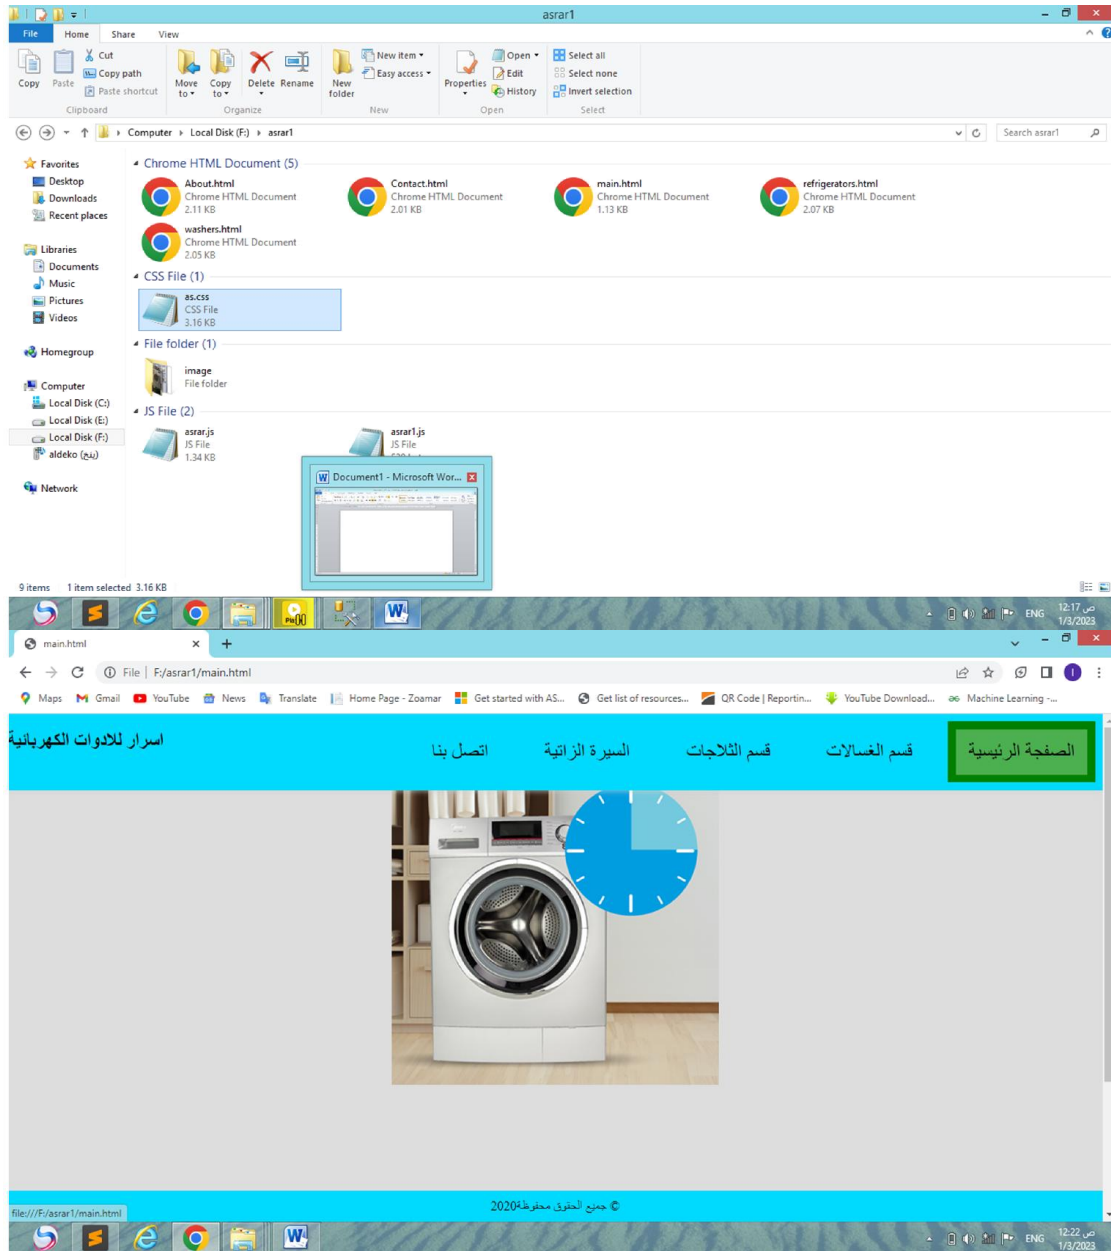 asrar1
File Home Share View
Copy Paste Cut Copy path Paste shortcut Move to Copy to Delete Rename New folder New item Easy access Properties Open Edit History Select all Select none Invert selection
Clipboard Organize New Open Select
Computer Local Disk (F:) asrar1 Search asrar1
Favorites
Desktop
Downloads
Recent places
Libraries
Documents
Music
Pictures
Videos
Homegroup
Computer
Local Disk (C:)
Local Disk (E:)
Local Disk (F:)
aldeko (ينج)
Network
Chrome HTML Document (5)
About.html
Chrome HTML Document
2.11 KB
Contact.html
Chrome HTML Document
2.01 KB
main.html
Chrome HTML Document
1.13 KB
refrigerators.html
Chrome HTML Document
2.07 KB
washers.html
Chrome HTML Document
2.05 KB
CSS File (1)
as.css
CSS File
3.16 KB
File folder (1)
image
File folder
JS File (2)
asrar.js
JS File
1.34 KB
asrar1.js
JS File
Document1 - Microsoft Wor...
9 items 1 item selected 3.16 KB
ENG 12:17 ص
1/3/2023
main.html
File F:/asrar1/main.html
Maps Gmail YouTube News Translate Home Page - Zoamar Get started with AS... Get list of resources... QR Code | Reportin... YouTube Download... Machine Learning -...
الصفجة الرئيسية قسم الغسالات قسم الثلاجات السيرة الزاتية اتصل بنا اسرار للادوات الكهربانية
© جميع الحقوق محفوظة2020
file:///F:/asrar1/main.html
ENG 12:22 ص
1/3/2023